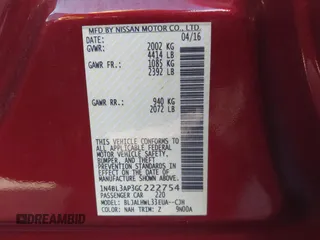 MFD BY NISSAN MOTOR CO., LTD.
04/16
GVWR: 2002 KG
4414 LB
GAWR FR: 1085 KG
2392 LB
GAWR RR: 940 KG
2072 LB
THIS VEHICLE CONFORMS TO ALL
APPLICABLE FEDERAL MOTOR
VEHICLE SAFETY,
BUMPER, AND THEFT
PREVENTION STANDARDS
IN EFFECT ON THE DATE OF
MANUFACTURE SHOWN ABOVE.
1N4BL3AP3GC222754
PASSENGER CAR 220
MODEL: BLJALHWL33EUA--CJH
COLOR: NAH TRIM: Z 9N00A
DREAMBID